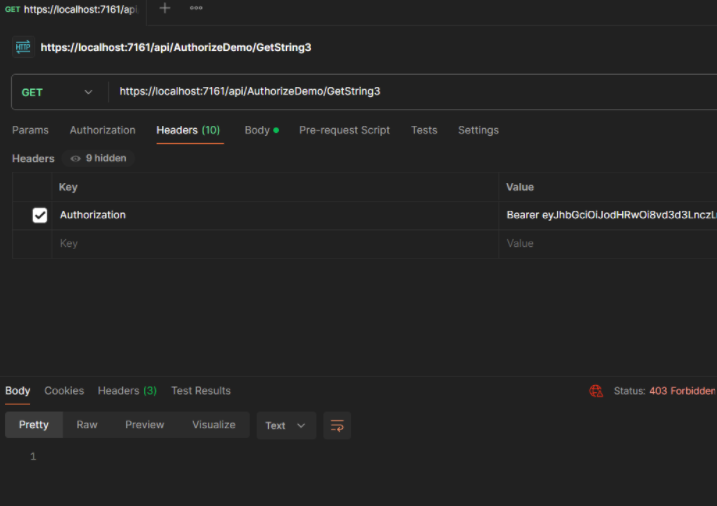 GET https://localhost:7161/api
HTTP https://localhost:7161/api/AuthorizeDemo/GetString3
GET https://localhost:7161/api/AuthorizeDemo/GetString3
Params Authorization Headers (10) Body Pre-request Script Tests Settings
Headers 9 hidden
Key Value
Authorization Bearer eyJhbGciOiJodHRwOi8vd3d3LnczL
Key Value
Body Cookies Headers (3) Test Results Status: 403 Forbidden
Pretty Raw Preview Visualize Text
1